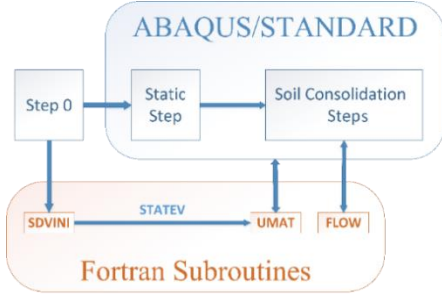 ABAQUS/STANDARD
Step 0
Static
Step
Soil Consolidation
Steps
STATEV
SDVINI
UMAT
FLOW
Fortran Subroutines